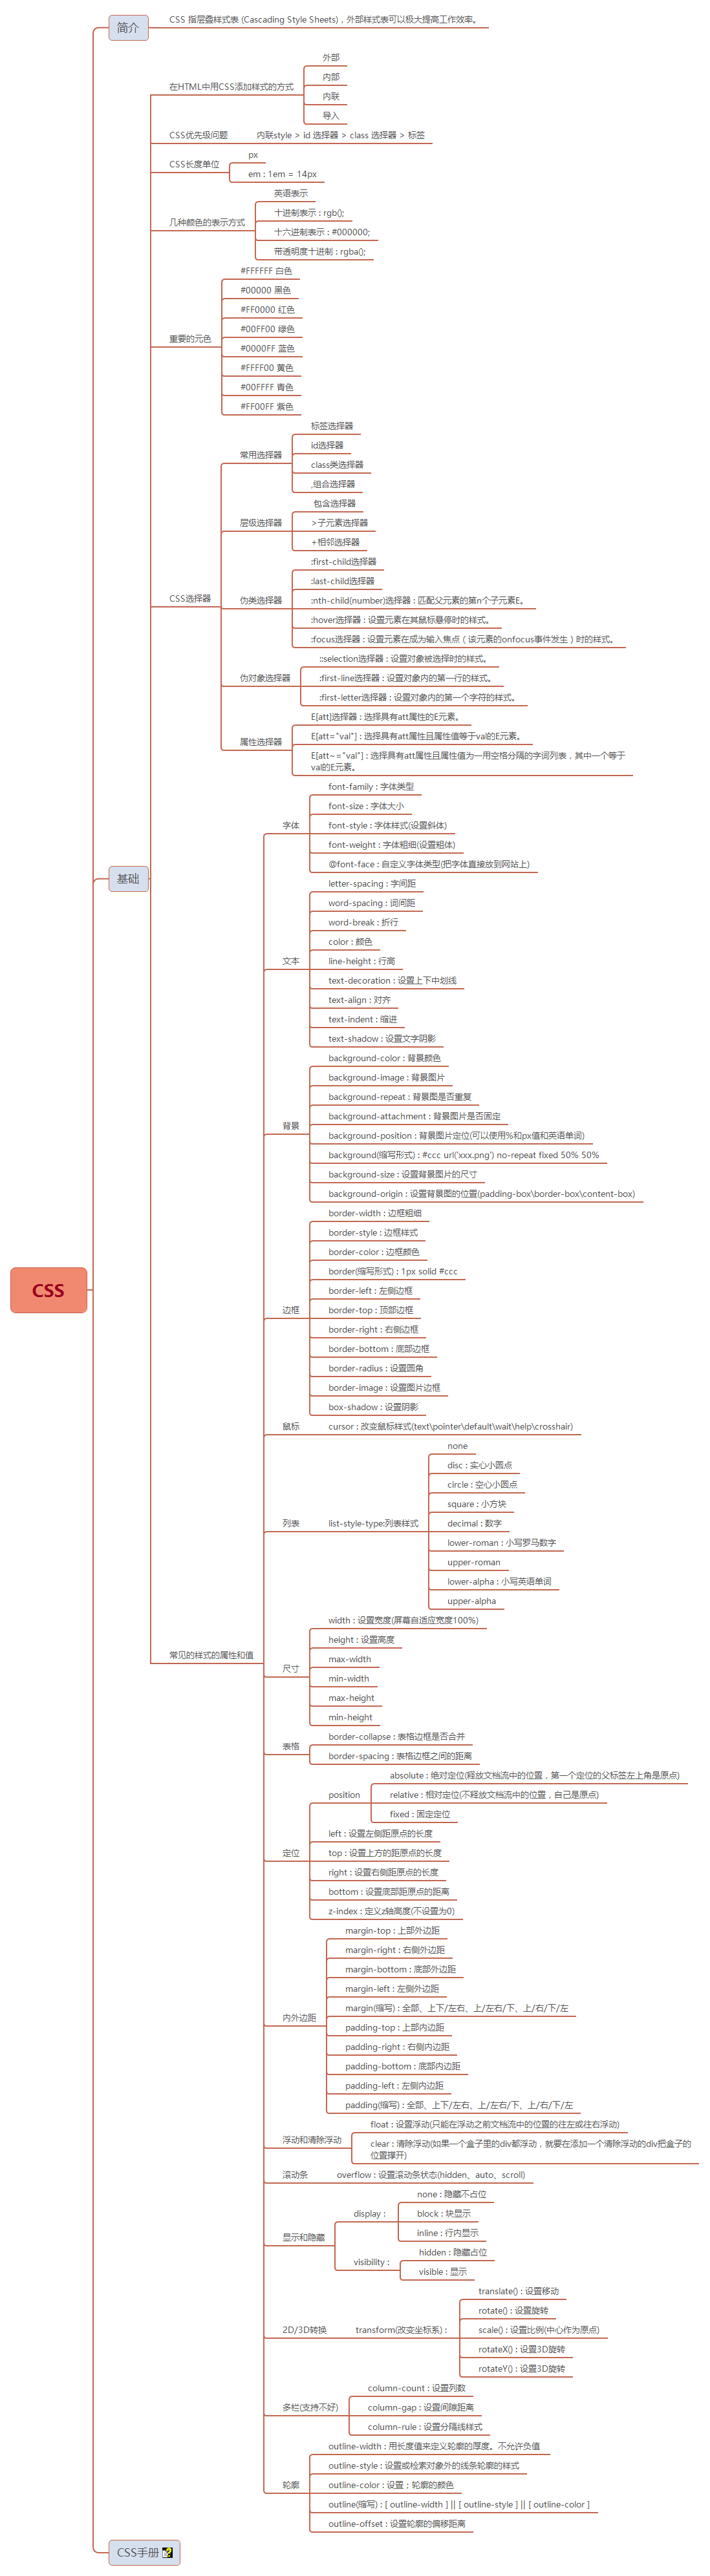 CSS
简介
CSS 指层叠样式表 (Cascading Style Sheets)，外部样式表可以极大提高工作效率。
基础
在HTML中用CSS添加样式的方式
外部
内部
内联
导入
CSS优先级问题
内联style > id 选择器 > class 选择器 > 标签
CSS长度单位
px
em : 1em = 14px
几种颜色的表示方式
英语表示
十进制表示 : rgb();
十六进制表示 : #000000;
带透明度十进制 : rgba();
重要的元色
#FFFFFF 白色
#00000 黑色
#FF0000 红色
#00FF00 绿色
#0000FF 蓝色
#FFFF00 黄色
#00FFFF 青色
#FF00FF 紫色
CSS选择器
常用选择器
标签选择器
id选择器
class类选择器
,组合选择器
层级选择器
包含选择器
>子元素选择器
+相邻选择器
伪类选择器
:first-child选择器
:last-child选择器
:nth-child(number)选择器 : 匹配父元素的第n个子元素E。
:hover选择器 : 设置元素在其鼠标悬停时的样式。
:focus选择器 : 设置元素在成为输入焦点（该元素的onfocus事件发生）时的样式。
伪对象选择器
::selection选择器 : 设置对象被选择时的样式。
:first-line选择器 : 设置对象内的第一行的样式。
:first-letter选择器 : 设置对象内的第一个字符的样式。
属性选择器
E[att]选择器 : 选择具有att属性的E元素。
E[att="val"] : 选择具有att属性且属性值等于val的E元素。
E[att~="val"] : 选择具有att属性且属性值为一用空格分隔的字词列表，其中一个等于
val的E元素。
常见的样式的属性和值
字体
font-family : 字体类型
font-size : 字体大小
font-style : 字体样式(设置斜体)
font-weight : 字体粗细(设置粗体)
@font-face : 自定义字体类型(把字体直接放到网站上)
文本
letter-spacing : 字间距
word-spacing : 词间距
word-break : 折行
color : 颜色
line-height : 行高
text-decoration : 设置上下中划线
text-align : 对齐
text-indent : 缩进
text-shadow : 设置文字阴影
背景
background-color : 背景颜色
background-image : 背景图片
background-repeat : 背景图是否重复
background-attachment : 背景图片是否固定
background-position : 背景图片定位(可以使用%和px值和英语单词)
background(缩写形式) : #ccc url('xxx.png') no-repeat fixed 50% 50%
background-size : 设置背景图片的尺寸
background-origin : 设置背景图的位置(padding-box\border-box\content-box)
边框
border-width : 边框粗细
border-style : 边框样式
border-color : 边框颜色
border(缩写形式) : 1px solid #ccc
border-left : 左侧边框
border-top : 顶部边框
border-right : 右侧边框
border-bottom : 底部边框
border-radius : 设置圆角
border-image : 设置图片边框
box-shadow : 设置阴影
鼠标
cursor : 改变鼠标样式(text\pointer\default\wait\help\crosshair)
列表
list-style-type:列表样式
none
disc : 实心小圆点
circle : 空心小圆点
square : 小方块
decimal : 数字
lower-roman : 小写罗马数字
upper-roman
lower-alpha : 小写英语单词
upper-alpha
尺寸
width : 设置宽度(屏幕自适应宽度100%)
height : 设置高度
max-width
min-width
max-height
min-height
表格
border-collapse : 表格边框是否合并
border-spacing : 表格边框之间的距离
定位
position
absolute : 绝对定位(释放文档流中的位置，第一个定位的父标签左上角是原点)
relative : 相对定位(不释放文档流中的位置，自己是原点)
fixed : 固定定位
left : 设置左侧距原点的长度
top : 设置上方的距原点的长度
right : 设置右侧距原点的长度
bottom : 设置底部距原点的距离
z-index : 定义z轴高度(不设置为0)
内外边距
margin-top : 上部外边距
margin-right : 右侧外边距
margin-bottom : 底部外边距
margin-left : 左侧外边距
margin(缩写) : 全部、上下/左右、上/左右/下、上/右/下/左
padding-top : 上部内边距
padding-right : 右侧内边距
padding-bottom : 底部内边距
padding-left : 左侧内边距
padding(缩写) : 全部、上下/左右、上/左右/下、上/右/下/左
浮动和清除浮动
float : 设置浮动(只能在浮动之前文档流中的位置的往左或往右浮动)
clear : 清除浮动(如果一个盒子里的div都浮动，就要在添加一个清除浮动的div把盒子的
位置撑开)
滚动条
overflow : 设置滚动条状态(hidden、auto、scroll)
显示和隐藏
display :
none : 隐藏不占位
block : 块显示
inline : 行内显示
visibility :
hidden : 隐藏占位
visible : 显示
2D/3D转换
transform(改变坐标系) :
translate() : 设置移动
rotate() : 设置旋转
scale() : 设置比例(中心作为原点)
rotateX() : 设置3D旋转
rotateY() : 设置3D旋转
多栏(支持不好)
column-count : 设置列数
column-gap : 设置间隙距离
column-rule : 设置分隔线样式
轮廓
outline-width : 用长度值来定义轮廓的厚度。不允许负值
outline-style : 设置或检索对象外的线条轮廓的样式
outline-color : 设置；轮廓的颜色
outline(缩写) : [ outline-width ] || [ outline-style ] || [ outline-color ]
outline-offset : 设置轮廓的偏移距离
CSS手册